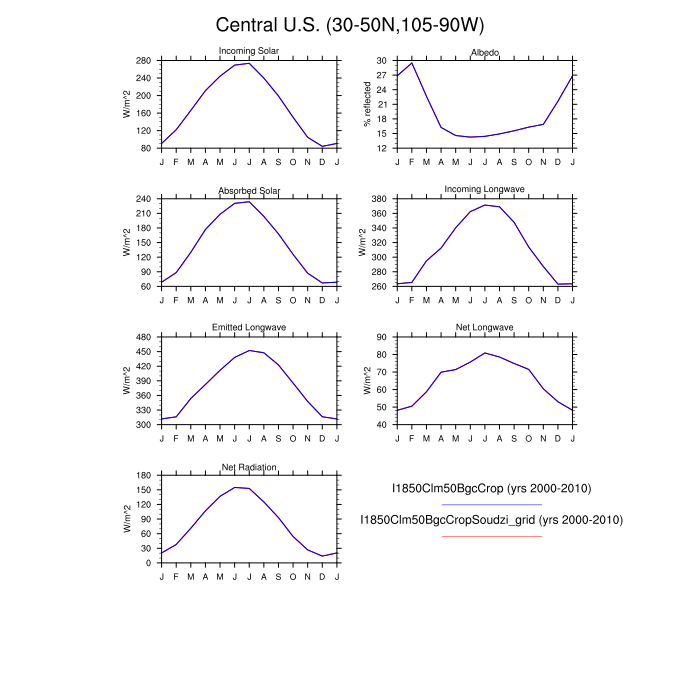 Central U.S. (30-50N,105-90W)
Incoming Solar
W/m^2
280
240
200
160
120
80
J F M A M J J A S O N D J
Albedo
% reflected
30
27
24
21
18
15
12
J F M A M J J A S O N D J
Absorbed Solar
W/m^2
240
210
180
150
120
90
60
J F M A M J J A S O N D J
Incoming Longwave
W/m^2
380
360
340
320
300
280
260
J F M A M J J A S O N D J
Emitted Longwave
W/m^2
480
450
420
390
360
330
300
J F M A M J J A S O N D J
Net Longwave
W/m^2
90
80
70
60
50
40
J F M A M J J A S O N D J
Net Radiation
W/m^2
180
150
120
90
60
30
0
J F M A M J J A S O N D J
I1850Clm50BgcCrop (yrs 2000-2010)
I1850Clm50BgcCropSoudzi_grid (yrs 2000-2010)